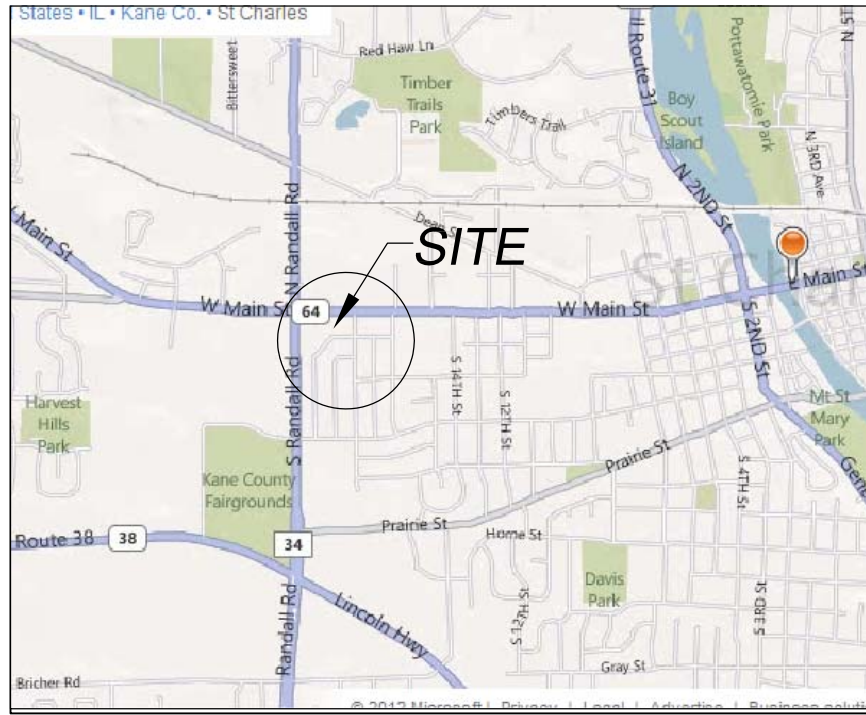 States • IL • Kane Co. • St Charles
Red Haw Ln
Bittersweet
Timber
Trails
Park
Timbers Trail
Il Route 31
Boy
Scout
Island
Pottawatomie Park
N 3RD Ave
N 2ND St
N Randall Rd
Dean St
SITE
Main St
W Main St
64
W Main St
Main St
S 2ND St
S Randall Rd
S 14TH St
S 12TH St
Harvest
Hills
Park
Mt St
Mary
Park
Kane County
Fairgrounds
Prairie St
S 4TH St
Prairie St
Route 38
38
34
Horne St
Davis
Park
Randall Rd
Lincoln Hwy
S 12TH St
S 3RD St
Gray St
Bricher Rd